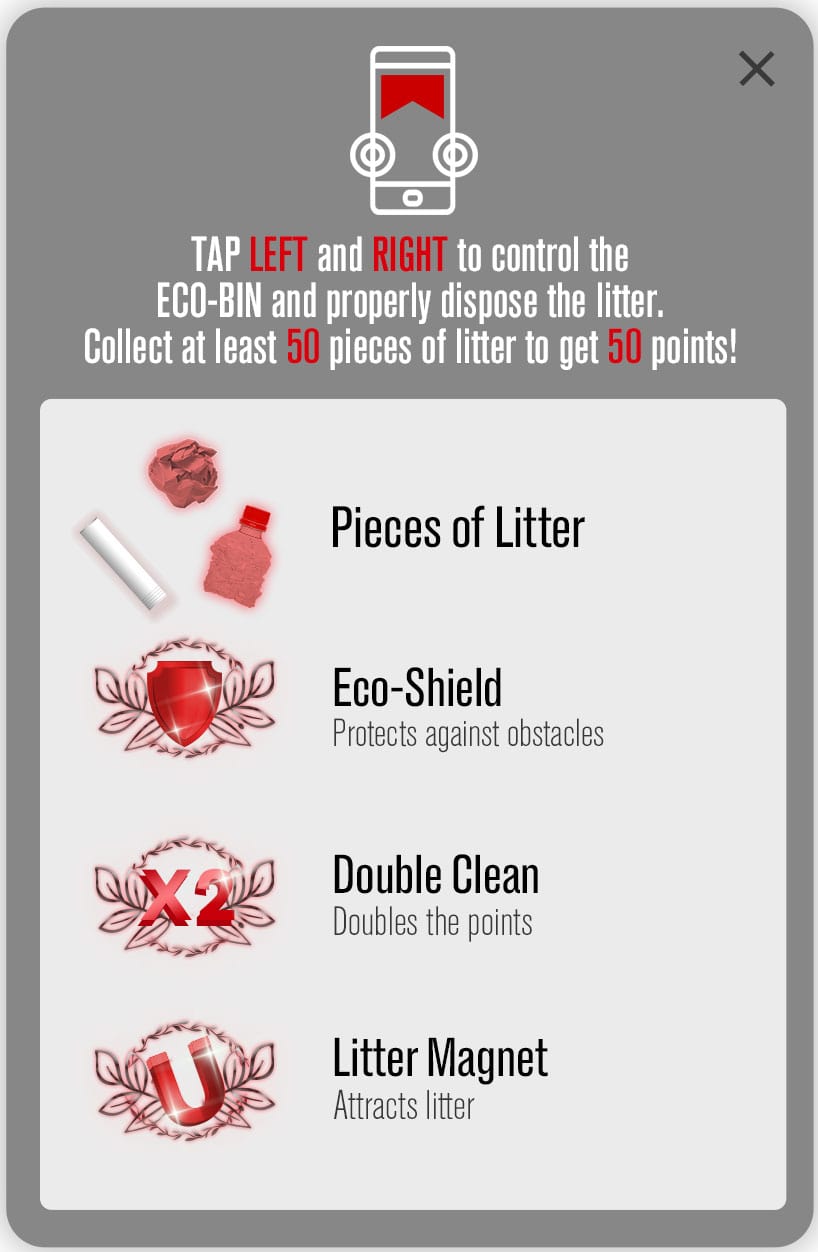 TAP LEFT and RIGHT to control the
ECO-BIN and properly dispose the litter.
Collect at least 50 pieces of litter to get 50 points!
Pieces of Litter
Eco-Shield
Protects against obstacles
X2
Double Clean
Doubles the points
Litter Magnet
Attracts litter